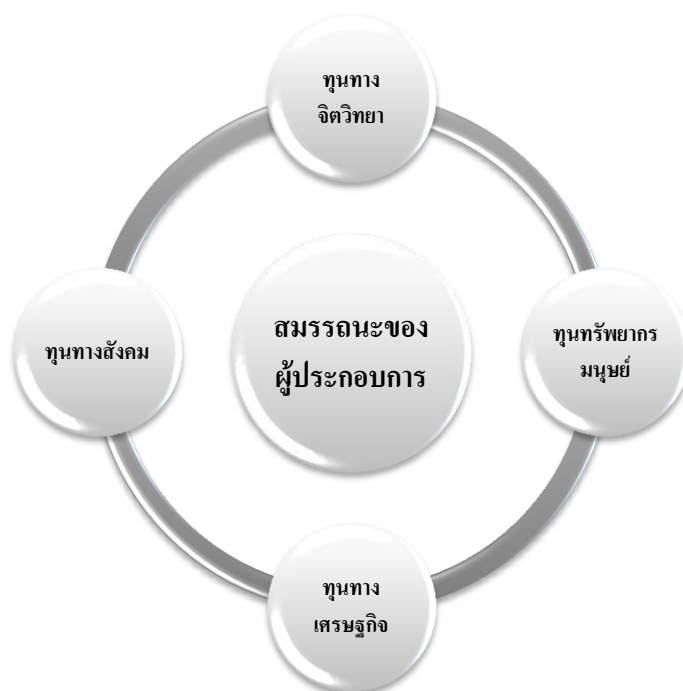 ทุนทาง
จิตวิทยา
สมรรถนะของ
ผู้ประกอบการ
ทุนทางสังคม
ทุนทรัพยากร
มนุษย์
ทุนทาง
เศรษฐกิจ